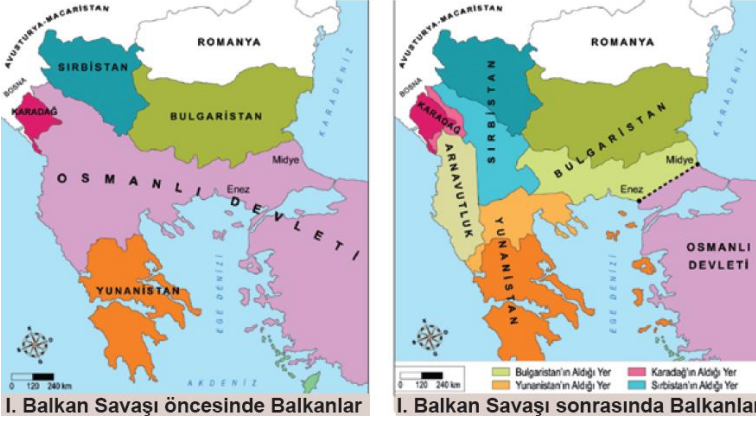 AVUSTURYA-MACARİSTAN
ROMANYA
BOSNA
SIRBİSTAN
KARADAĞ
BULGARİSTAN
KARADENİZ
Midye
OSMANLI DEVLETİ
Enez
YUNANİSTAN
EGE DENİZİ
AKDENİZ
0 120 240 km
I. Balkan Savaşı öncesinde Balkanlar
AVUSTURYA-MACARİSTAN
ROMANYA
BOSNA
SIRBİSTAN
KARADAĞ
BULGARİSTAN
KARADENİZ
Midye
ARNAVUTLUK
Enez
YUNANİSTAN
EGE DENİZİ
OSMANLI
DEVLETİ
0 120 240 km
Bulgaristan'ın Aldığı Yer
Karadağ'ın Aldığı Yer
Yunanistan'ın Aldığı Yer
Sırbistan'ın Aldığı Yer
I. Balkan Savaşı sonrasında Balkanlar